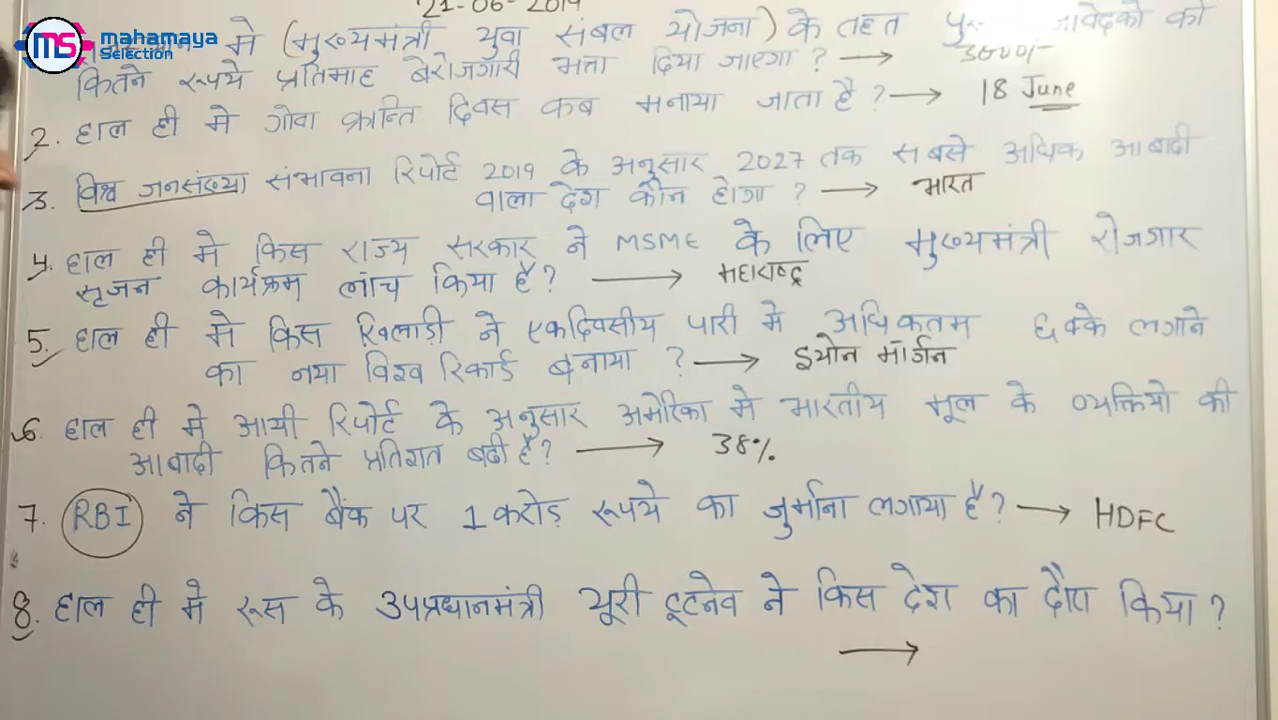 21-06-2019
mahamaya
Selection
MS
में (मुख्यमंत्री युवा संबल योजना) के तहत आवेदकों को
कितने रूपये प्रतिमाह बेरोजगारी भत्ता दिया जाएगा ? → 3500/-
2. हाल ही मे गोवा क्रान्ति दिवस कब मनाया जाता है ? → 18 June
3. विश्व जनसंख्या संभावना रिपोर्ट 2019 के अनुसार 2027 तक सबसे अधिक आबादी
वाला देश कौन होगा ? → भारत
4. हाल ही मे किस राज्य सरकार ने MSME के लिए मुख्यमंत्री रोजगार
सृजन कार्यक्रम लांच किया है? → महाराष्ट्र
5. हाल ही मे किस खिलाड़ी ने एकदिवसीय पारी मे अधिकतम छक्के लगाने
का नया विश्व रिकार्ड बनाया ? → इयोन मॉर्गन
6. हाल ही मे आयी रिपोर्ट के अनुसार अमेरिका मे भारतीय मूल के व्यक्तियो की
आबादी कितने प्रतिशत बढी है? → 38%
7. RBI ने किस बैंक पर 1 करोड़ रूपये का जुर्माना लगाया है? → HDFC
8. हाल ही मे रूस के उपप्रधानमंत्री यूरी ट्रूटनेव ने किस देश का दौरा किया ?
→